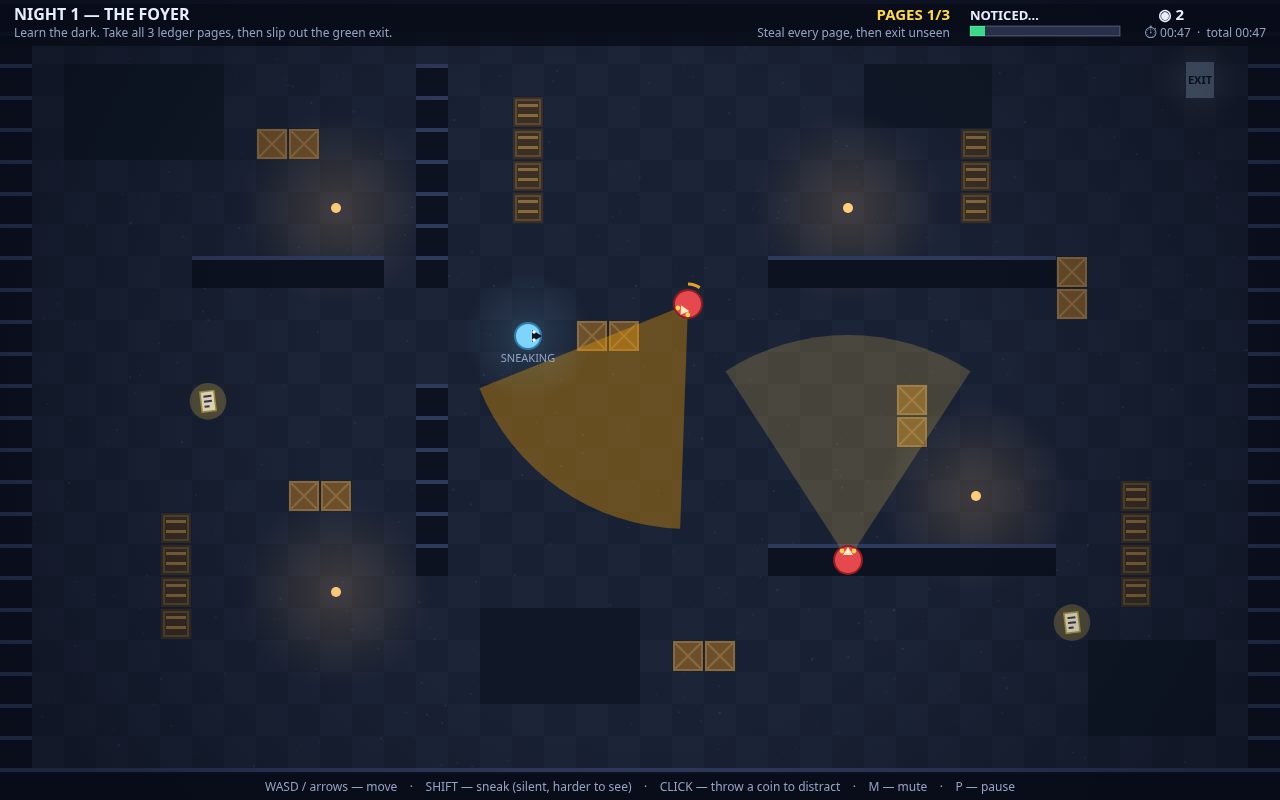 NIGHT 1 — THE FOYER
Learn the dark. Take all 3 ledger pages, then slip out the green exit.
PAGES 1/3
Steal every page, then exit unseen
NOTICED...
◉ 2
⏱ 00:47 · total 00:47
EXIT
SNEAKING
WASD / arrows — move · SHIFT — sneak (silent, harder to see) · CLICK — throw a coin to distract · M — mute · P — pause